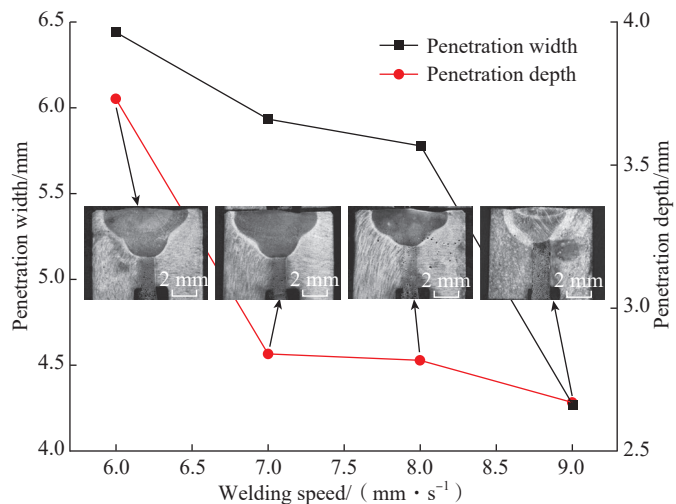 6.5
6.0
5.5
5.0
4.5
4.0
Penetration width/mm
4.0
3.5
3.0
2.5
Penetration depth/mm
Penetration width
Penetration depth
2 mm
2 mm
2 mm
2 mm
6.0 6.5 7.0 7.5 8.0 8.5 9.0
Welding speed/（mm・s⁻¹）